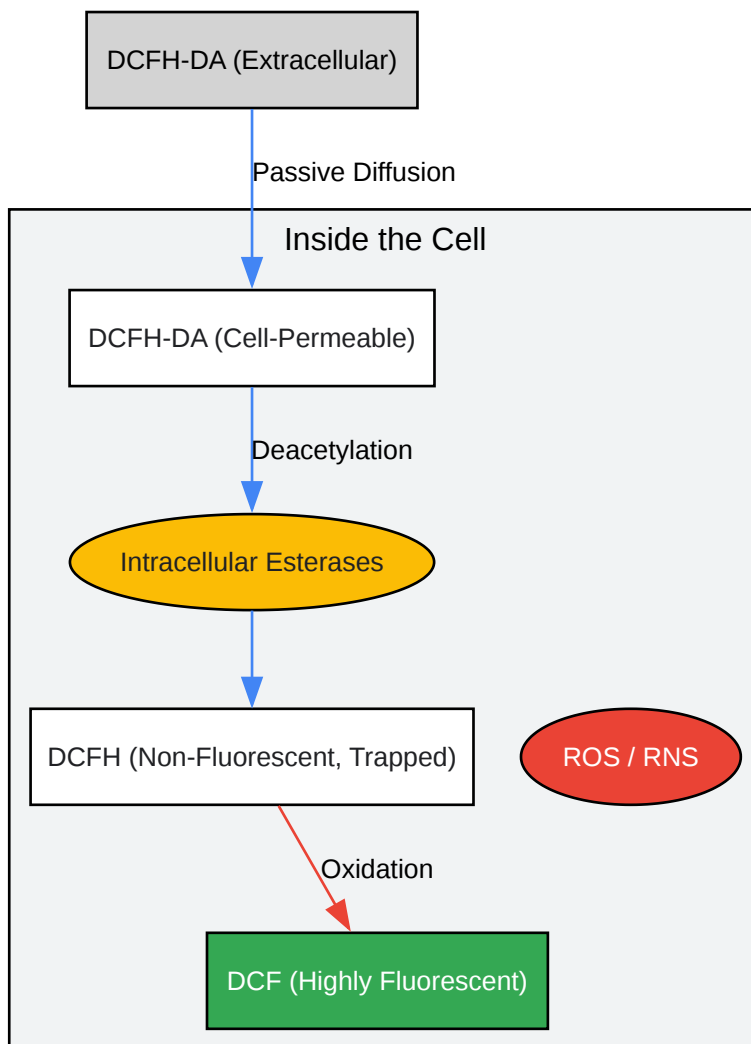 DCFH-DA (Extracellular)
Passive Diffusion
Inside the Cell
DCFH-DA (Cell-Permeable)
Deacetylation
Intracellular Esterases
DCFH (Non-Fluorescent, Trapped)
ROS / RNS
Oxidation
DCF (Highly Fluorescent)